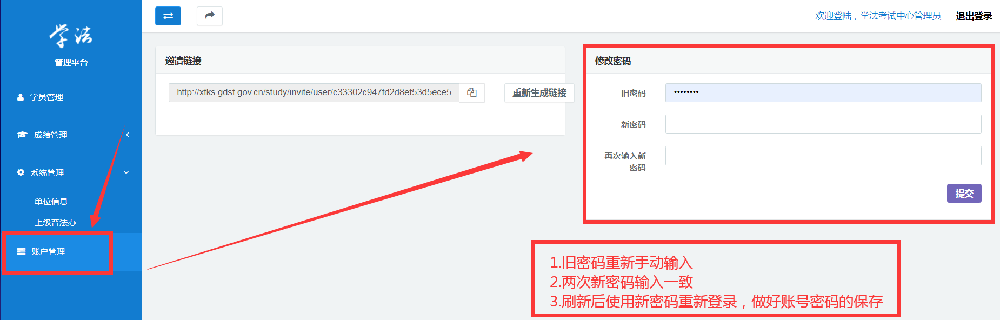 学法
管理平台
学员管理
成绩管理
系统管理
单位信息
上级普法办
账户管理
欢迎登陆，学法考试中心管理员
退出登录
邀请链接
http://xfks.gdsf.gov.cn/study/invite/user/c33302c947fd2d8ef53d5ece5
重新生成链接
修改密码
旧密码
••••••••
新密码
再次输入新
密码
提交
1.旧密码重新手动输入
2.两次新密码输入一致
3.刷新后使用新密码重新登录，做好账号密码的保存